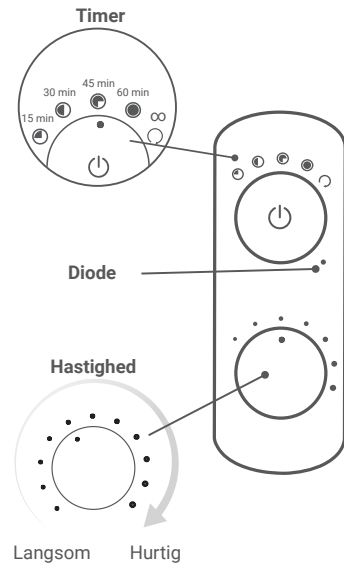 Timer
45 min
30 min
60 min
15 min
∞
Diode
Hastighed
Langsom
Hurtig